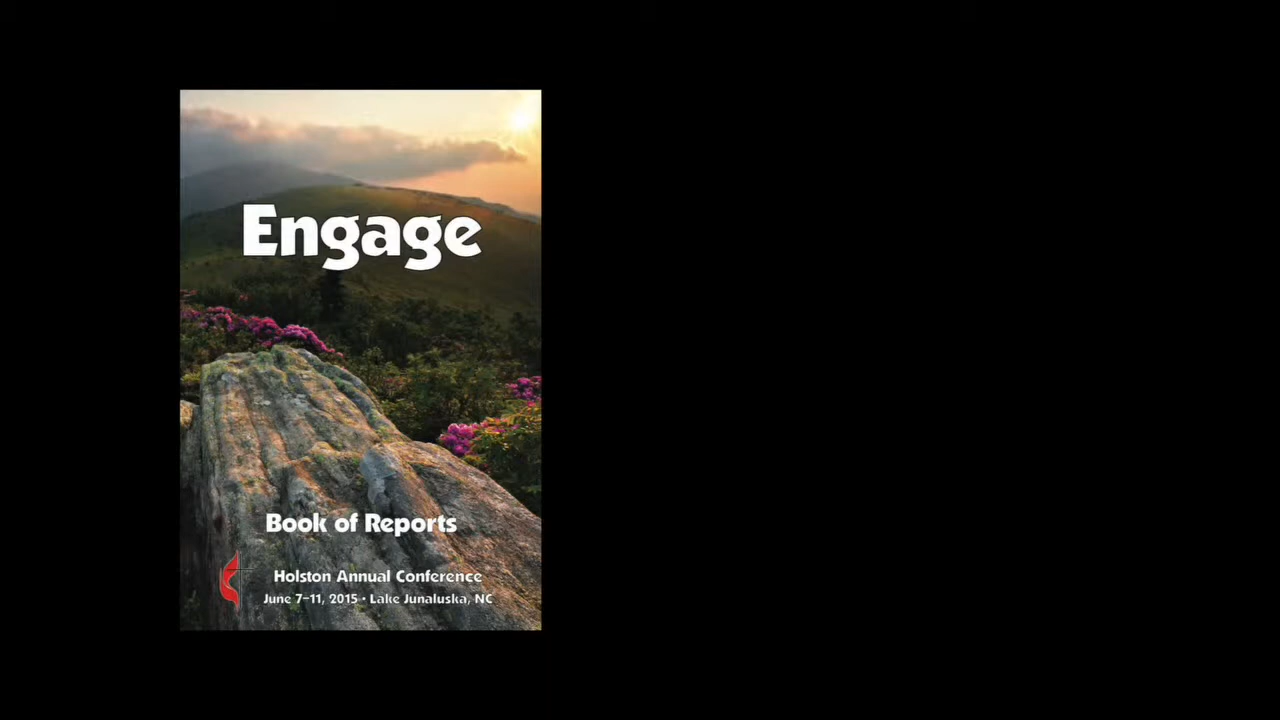 Engage
Book of Reports
Holston Annual Conference
June 7–11, 2015 • Lake Junaluska, NC